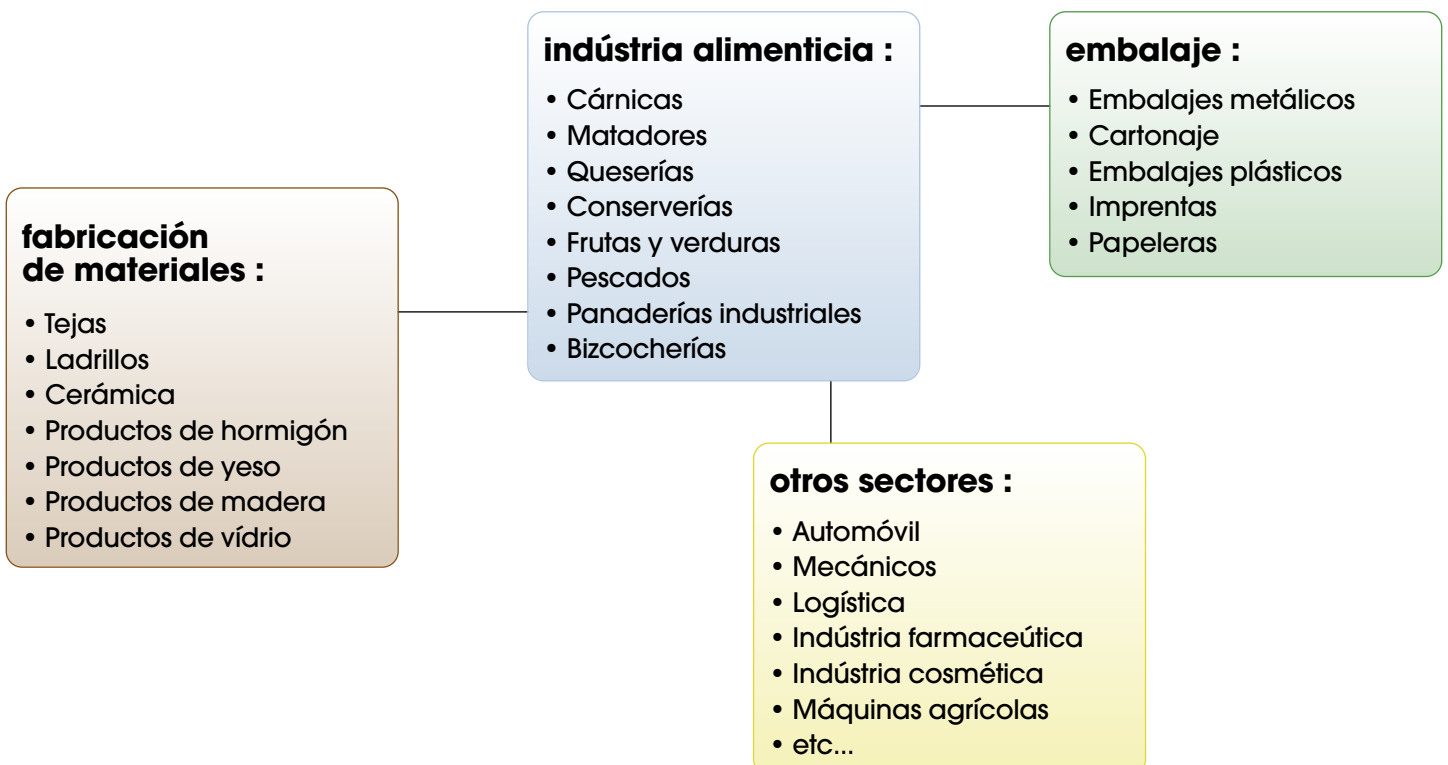 indústria alimenticia :
• Cárnicas
• Matadores
• Queserías
• Conserverías
• Frutas y verduras
• Pescados
• Panaderías industriales
• Bizcocherías
embalaje :
• Embalajes metálicos
• Cartonaje
• Embalajes plásticos
• Imprentas
• Papeleras
fabricación
de materiales :
• Tejas
• Ladrillos
• Cerámica
• Productos de hormigón
• Productos de yeso
• Productos de madera
• Productos de vídrio
otros sectores :
• Automóvil
• Mecánicos
• Logística
• Indústria farmaceútica
• Indústria cosmética
• Máquinas agrícolas
• etc...